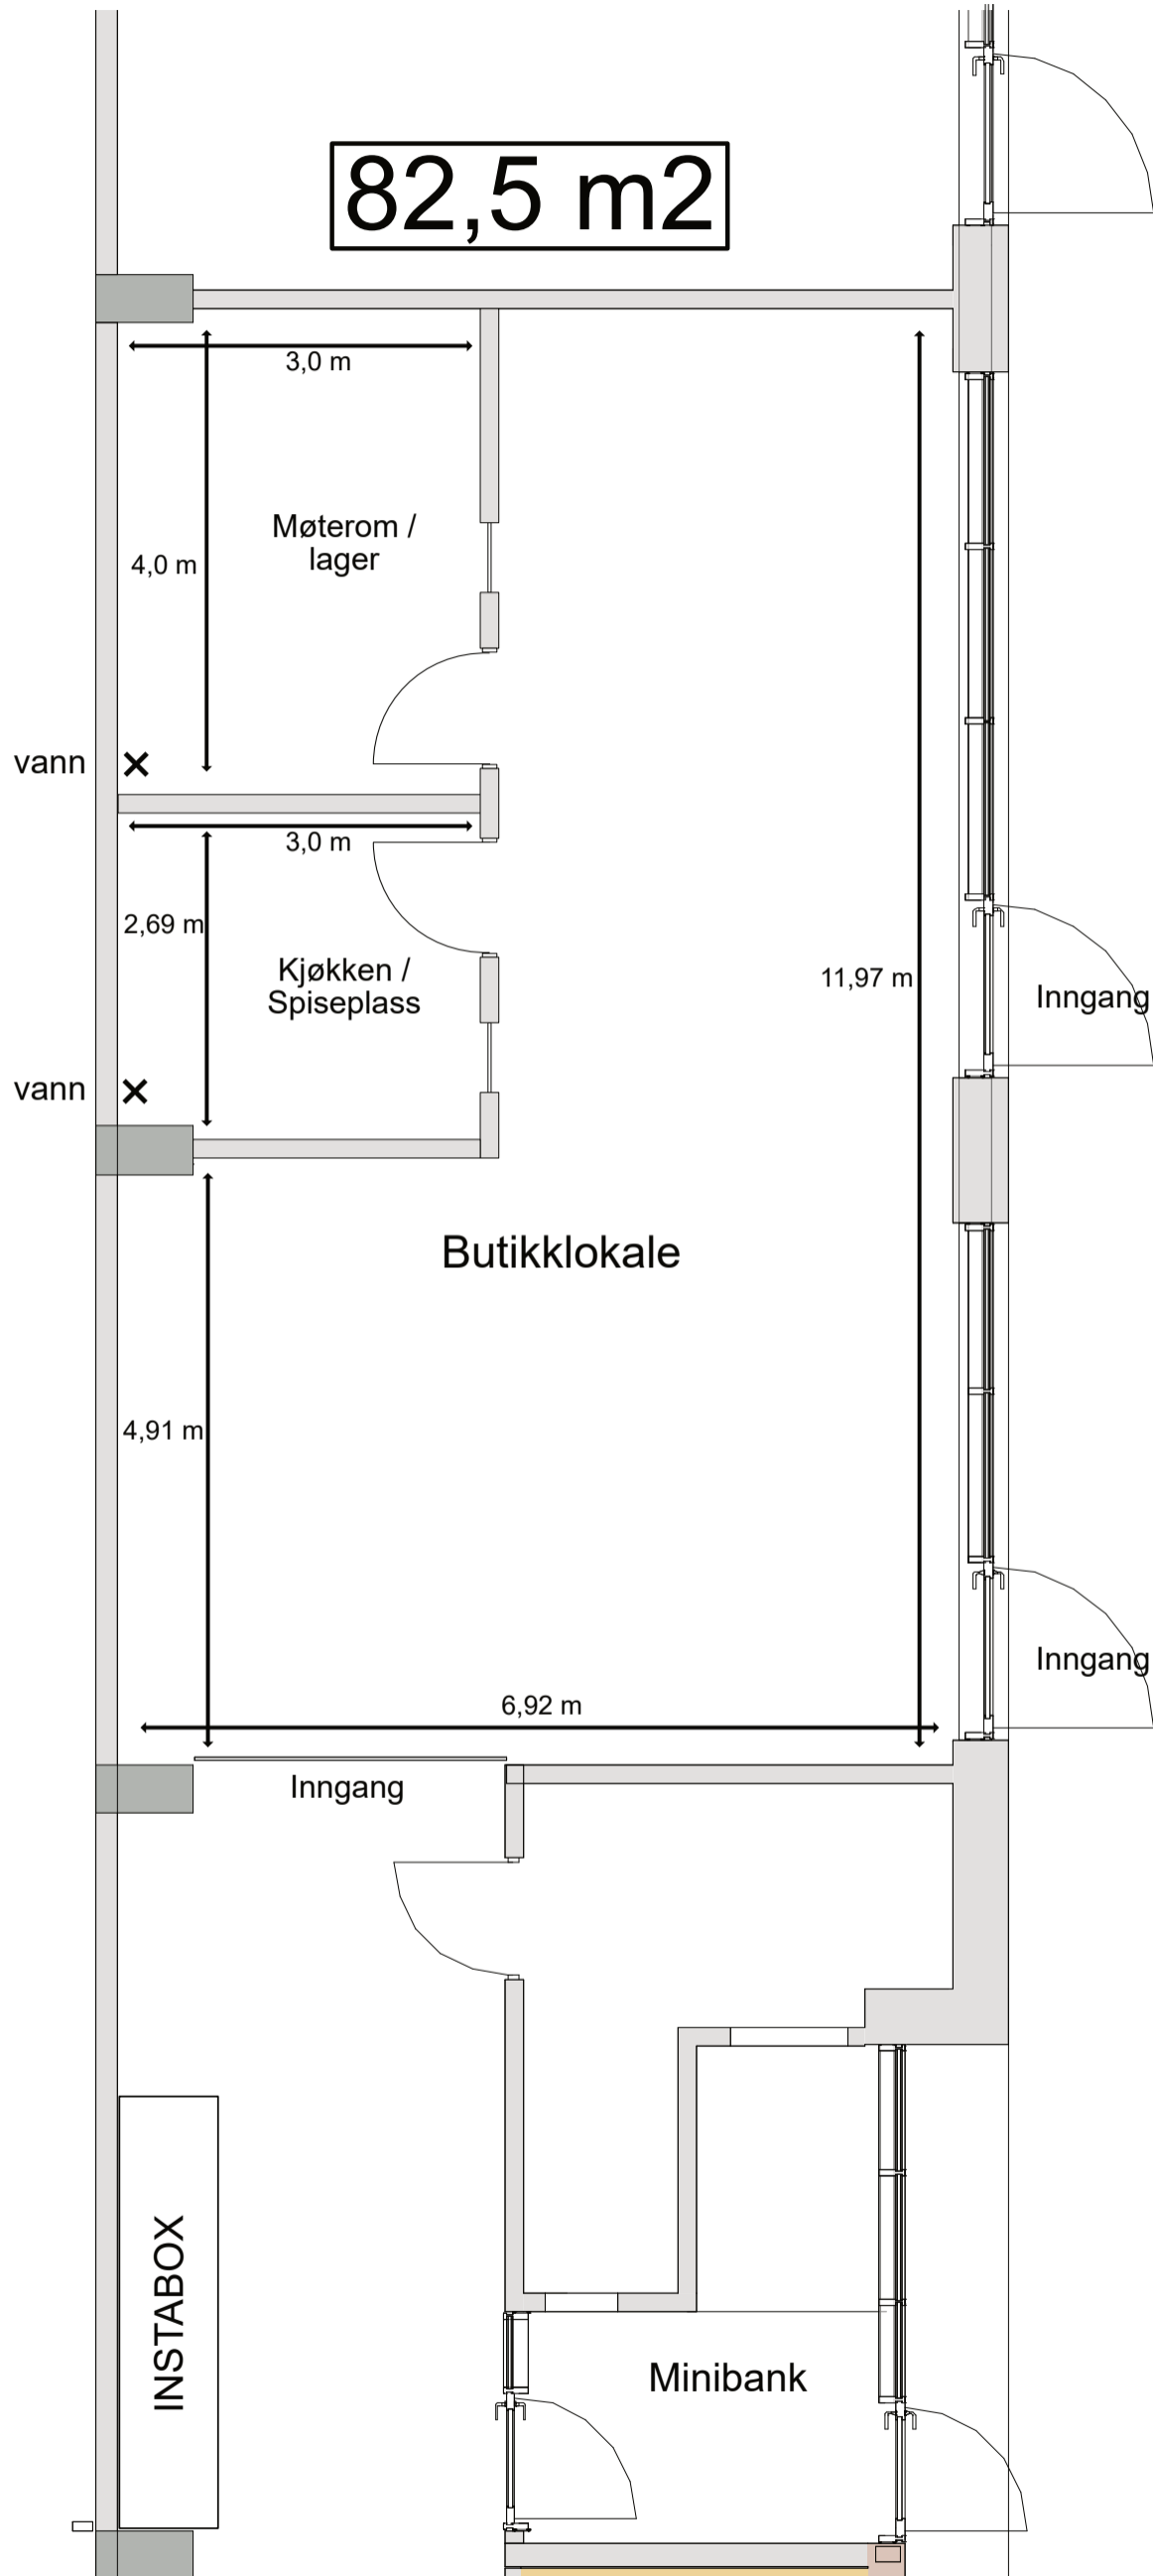 82,5 m2
3,0 m
Møterom /
lager
4,0 m
vann
3,0 m
2,69 m
Kjøkken /
Spiseplass
11,97 m
Inngang
vann
Butikklokale
4,91 m
Inngang
6,92 m
Inngang
INSTABOX
Minibank